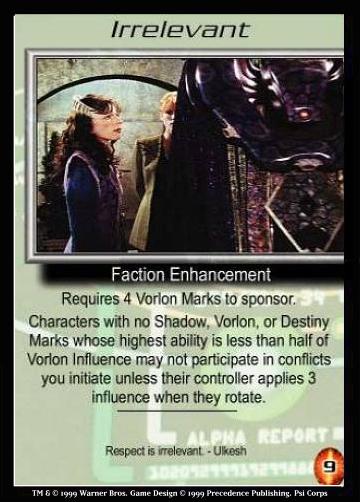 Irrelevant
Faction Enhancement
Requires 4 Vorlon Marks to sponsor.
Characters with no Shadow, Vorlon, or Destiny
Marks whose highest ability is less than half of
Vorlon Influence may not participate in conflicts
you initiate unless their controller applies 3
influence when they rotate.
Respect is irrelevant. - Ulkesh
ALPHA REPORT
9
TM & © 1999 Warner Bros. Game Design © 1999 Precedence Publishing. Psi Corps